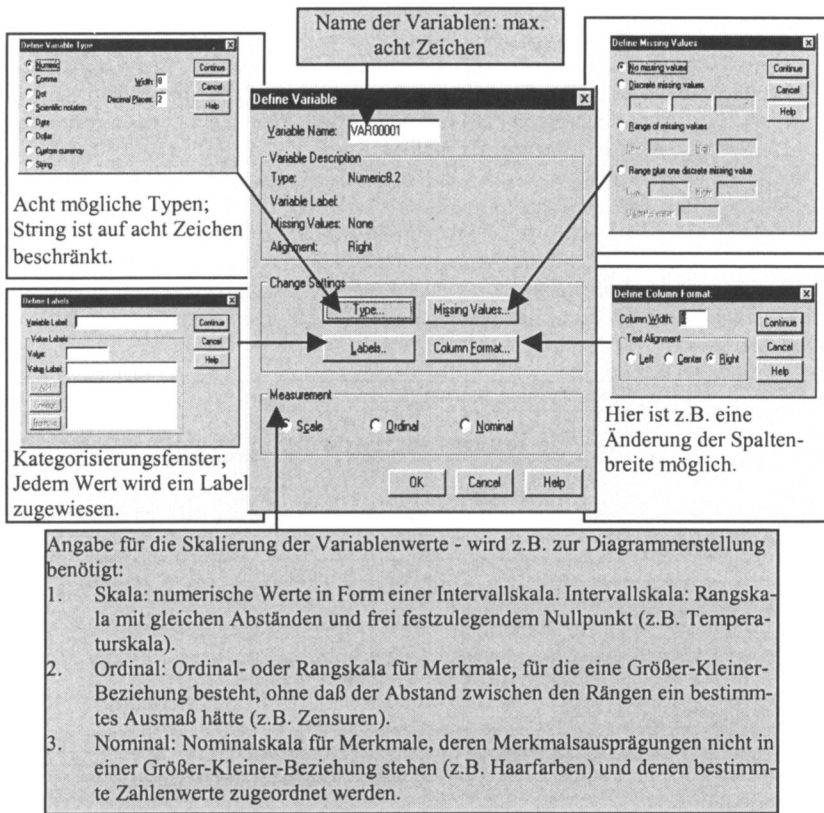 Name der Variablen: max.
acht Zeichen
Define Variable Type
Numeric
Comma
Dot
Scientific notation
Date
Dollar
Custom currency
String
Width: 8
Decimal Places: 2
Continue
Cancel
Help
Acht mögliche Typen;
String ist auf acht Zeichen
beschränkt.
Define Missing Values
No missing values
Discrete missing values
Range of missing values
Low: High:
Range plus one discrete missing value
Low: High:
Discrete value:
Continue
Cancel
Help
Define Variable
Variable Name: VAR00001
Variable Description
Type: Numeric8.2
Variable Label:
Missing Values: None
Alignment: Right
Change Settings
Type... Missing Values...
Labels.. Column Format...
Measurement
Scale Ordinal Nominal
OK Cancel Help
Define Labels
Variable Label:
Value Labels
Value:
Value Label:
Add
Change
Remove
Continue
Cancel
Help
Kategorisierungsfenster;
Jedem Wert wird ein Label
zugewiesen.
Define Column Format:
Column Width:
Text Alignment
Left Center Right
Continue
Cancel
Help
Hier ist z.B. eine
Änderung der Spalten-
breite möglich.
Angabe für die Skalierung der Variablenwerte - wird z.B. zur Diagrammerstellung
benötigt:
1. Skala: numerische Werte in Form einer Intervallskala. Intervallskala: Rangska-
la mit gleichen Abständen und frei festzulegendem Nullpunkt (z.B. Tempera-
turskala).
2. Ordinal: Ordinal- oder Rangskala für Merkmale, für die eine Größer-Kleiner-
Beziehung besteht, ohne daß der Abstand zwischen den Rängen ein bestimm-
tes Ausmaß hätte (z.B. Zensuren).
3. Nominal: Nominalskala für Merkmale, deren Merkmalsausprägungen nicht in
einer Größer-Kleiner-Beziehung stehen (z.B. Haarfarben) und denen bestimm-
te Zahlenwerte zugeordnet werden.